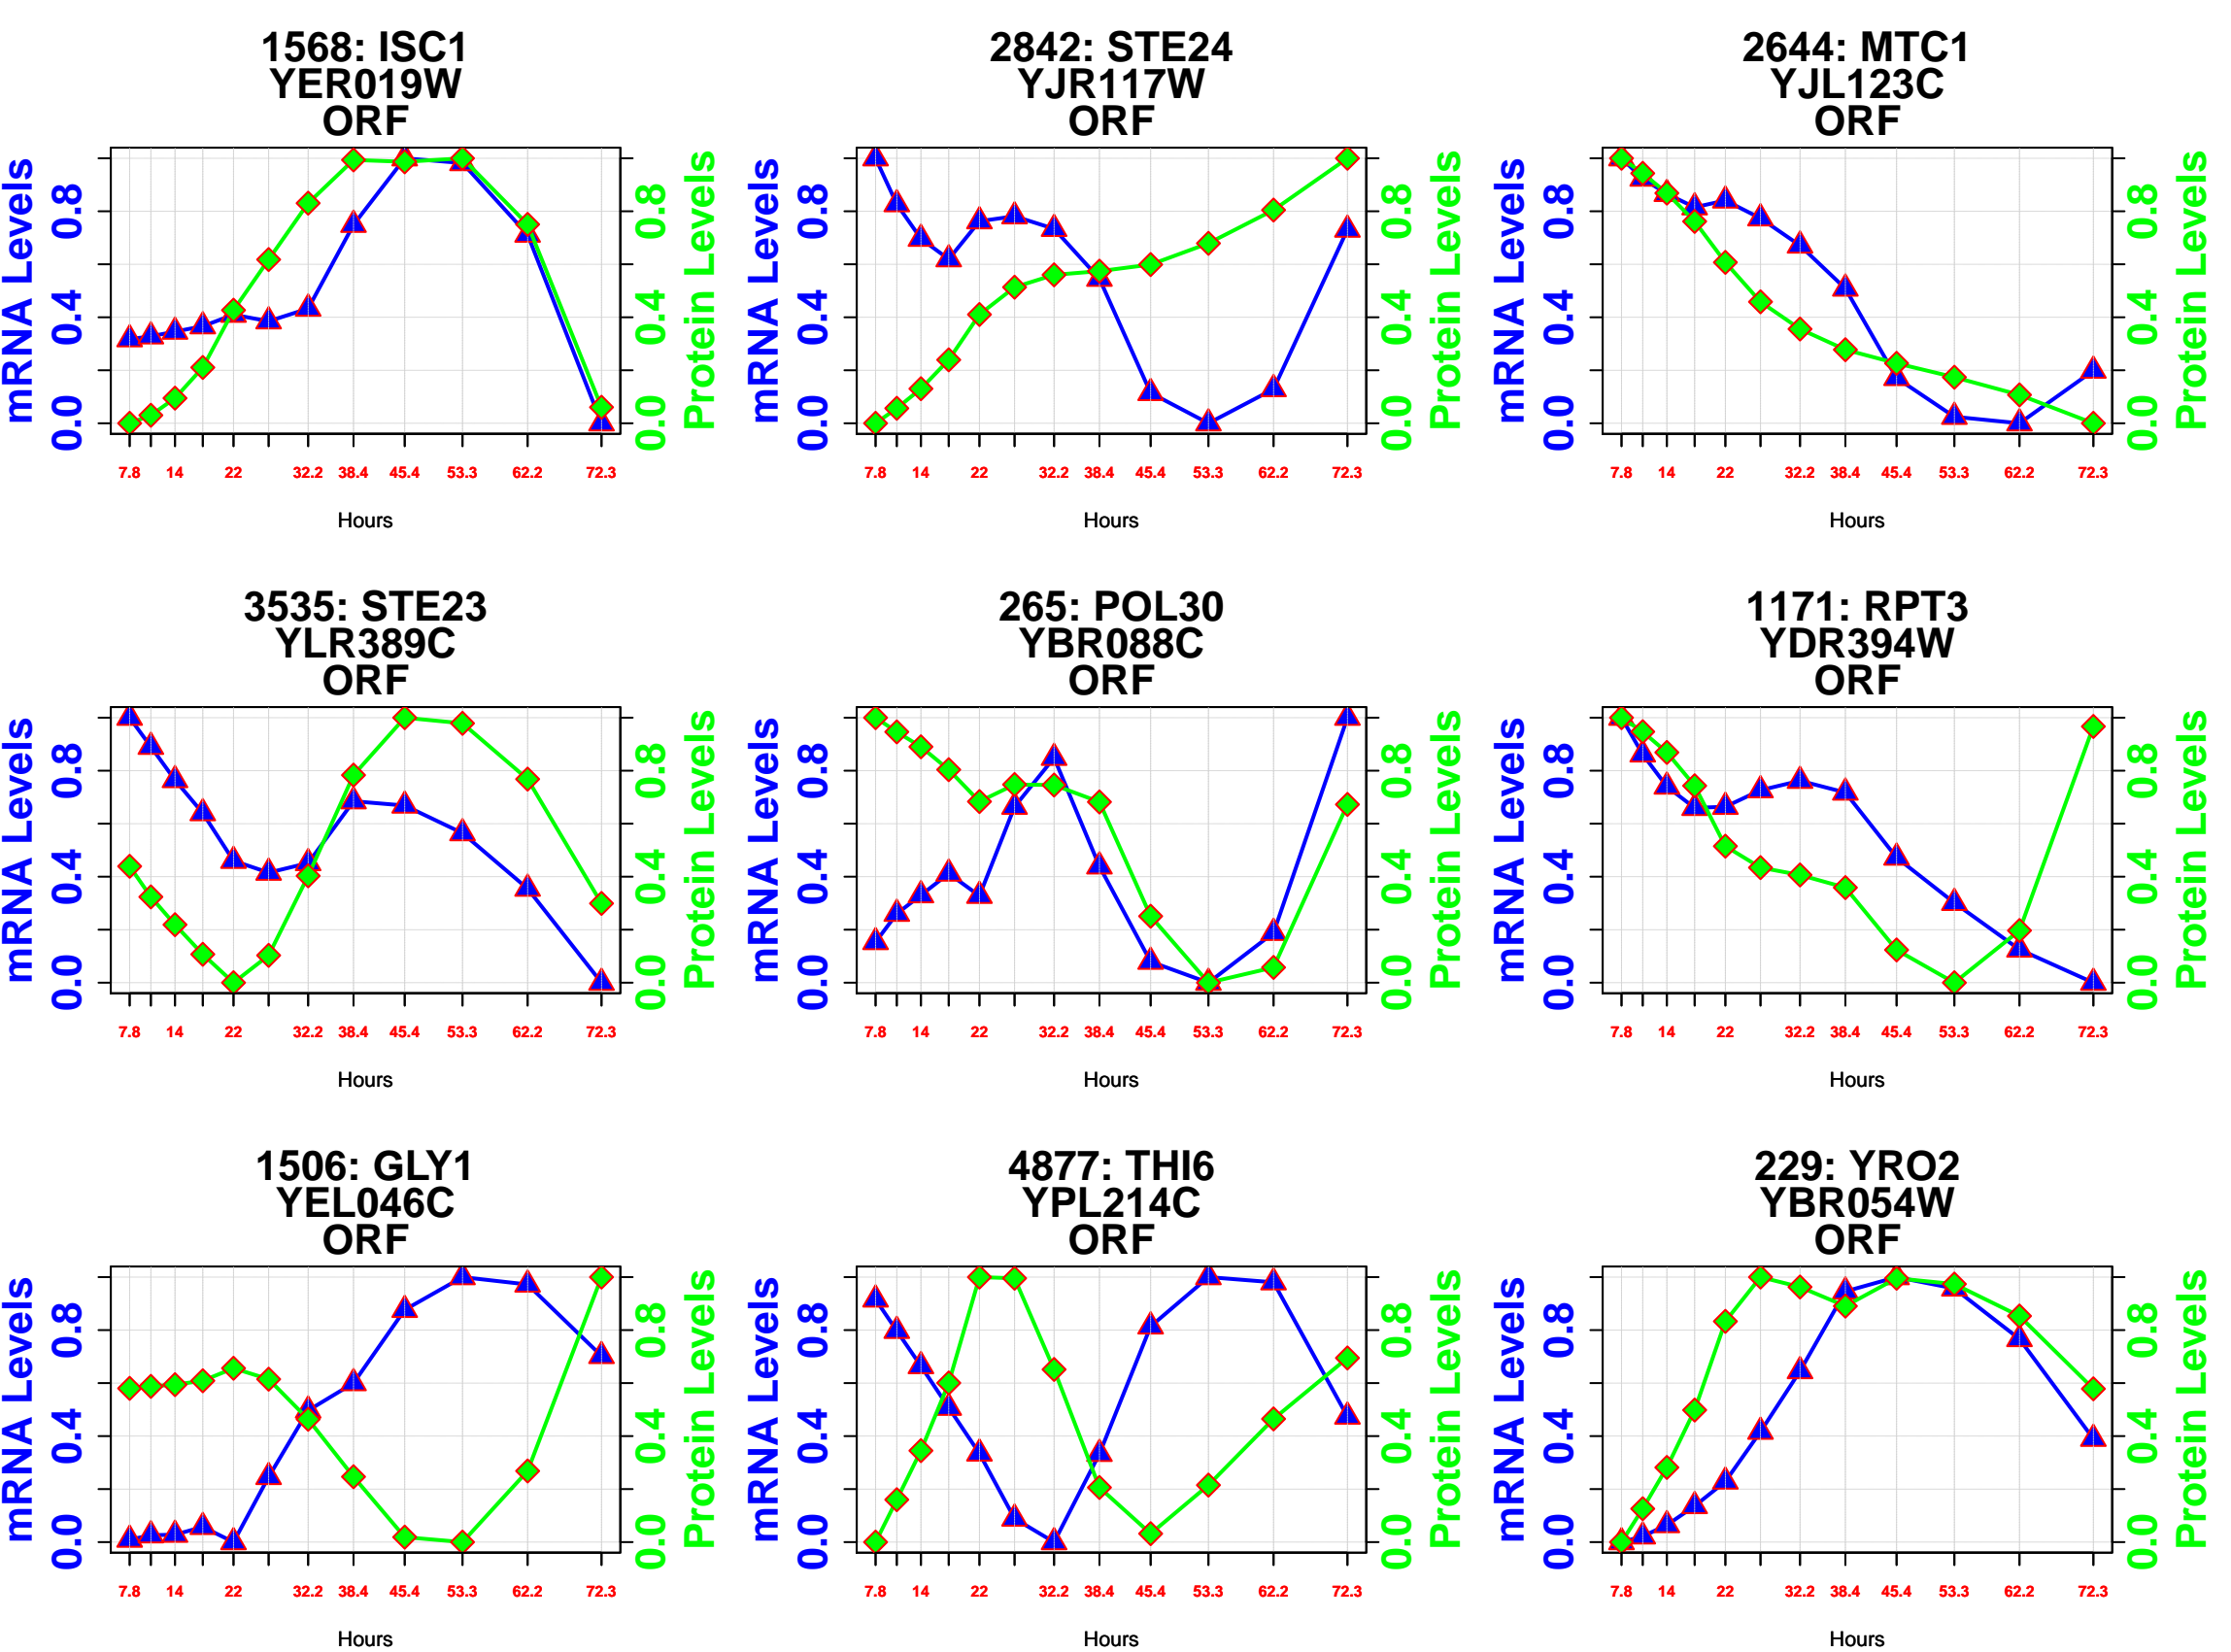 1568: ISC1
YER019W
ORF
mRNA Levels
0.0 0.4 0.8
0.0 0.4 0.8
Protein Levels
7.8 14 22 32.2 38.4 45.4 53.3 62.2 72.3
Hours
2842: STE24
YJR117W
ORF
mRNA Levels
0.0 0.4 0.8
0.0 0.4 0.8
Protein Levels
7.8 14 22 32.2 38.4 45.4 53.3 62.2 72.3
Hours
2644: MTC1
YJL123C
ORF
mRNA Levels
0.0 0.4 0.8
0.0 0.4 0.8
Protein Levels
7.8 14 22 32.2 38.4 45.4 53.3 62.2 72.3
Hours
3535: STE23
YLR389C
ORF
mRNA Levels
0.0 0.4 0.8
0.0 0.4 0.8
Protein Levels
7.8 14 22 32.2 38.4 45.4 53.3 62.2 72.3
Hours
265: POL30
YBR088C
ORF
mRNA Levels
0.0 0.4 0.8
0.0 0.4 0.8
Protein Levels
7.8 14 22 32.2 38.4 45.4 53.3 62.2 72.3
Hours
1171: RPT3
YDR394W
ORF
mRNA Levels
0.0 0.4 0.8
0.0 0.4 0.8
Protein Levels
7.8 14 22 32.2 38.4 45.4 53.3 62.2 72.3
Hours
1506: GLY1
YEL046C
ORF
mRNA Levels
0.0 0.4 0.8
0.0 0.4 0.8
Protein Levels
7.8 14 22 32.2 38.4 45.4 53.3 62.2 72.3
Hours
4877: THI6
YPL214C
ORF
mRNA Levels
0.0 0.4 0.8
0.0 0.4 0.8
Protein Levels
7.8 14 22 32.2 38.4 45.4 53.3 62.2 72.3
Hours
229: YRO2
YBR054W
ORF
mRNA Levels
0.0 0.4 0.8
0.0 0.4 0.8
Protein Levels
7.8 14 22 32.2 38.4 45.4 53.3 62.2 72.3
Hours